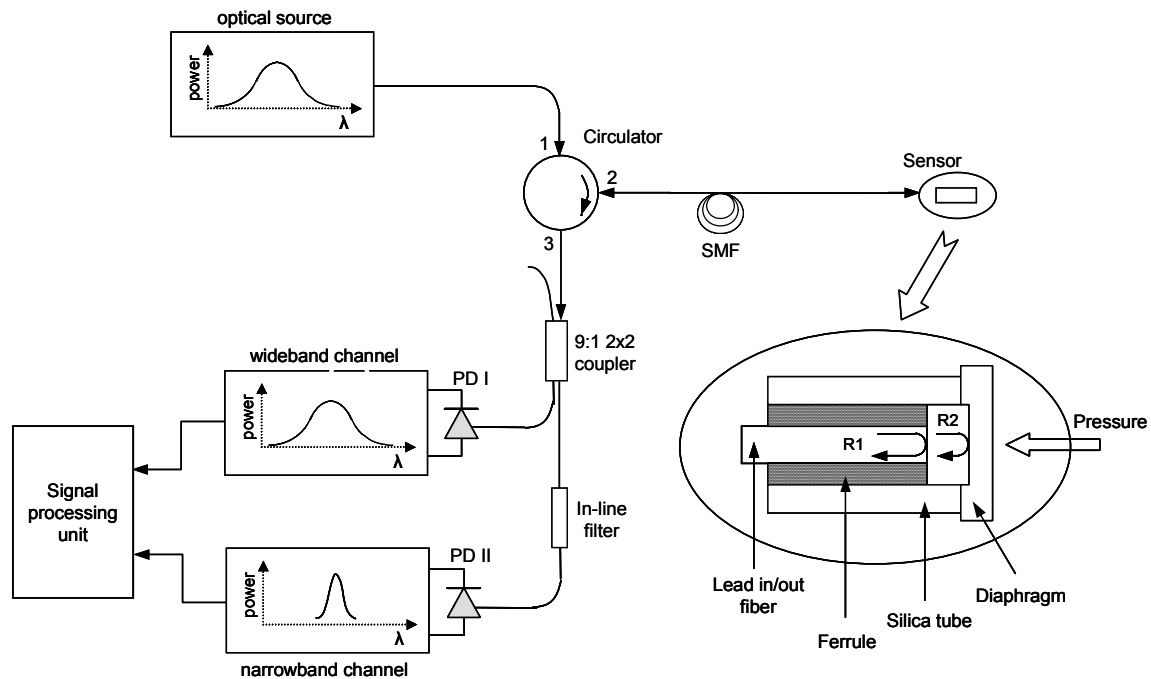 optical source
power
λ
1
Circulator
2
3
SMF
Sensor
9:1 2x2
coupler
wideband channel
power
λ
PD I
Signal
processing
unit
In-line
filter
PD II
power
λ
narrowband channel
R1
R2
Pressure
Lead in/out
fiber
Ferrule
Silica tube
Diaphragm